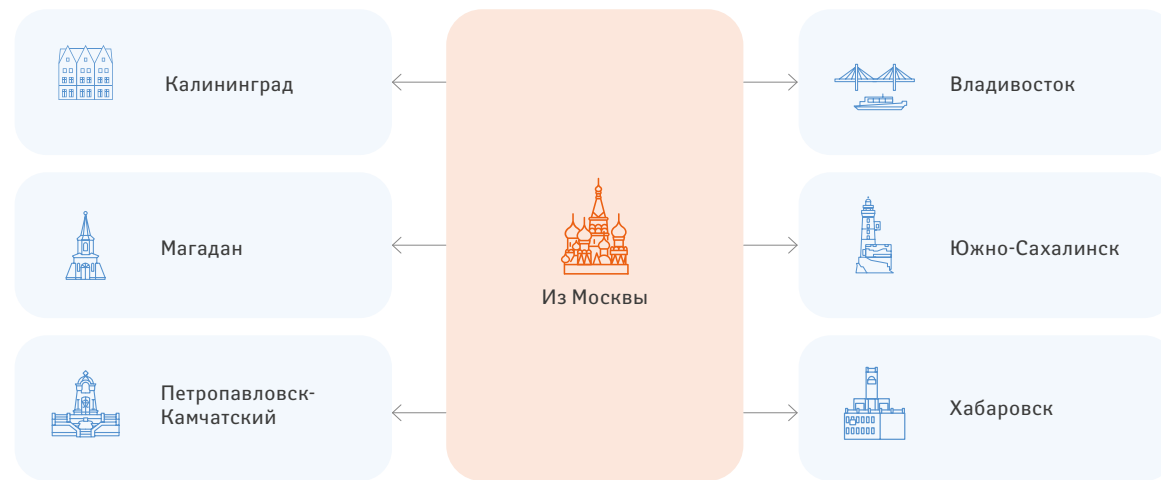 Калининград
Владивосток
Магадан
Южно-Сахалинск
Из Москвы
Петропавловск-
Камчатский
Хабаровск